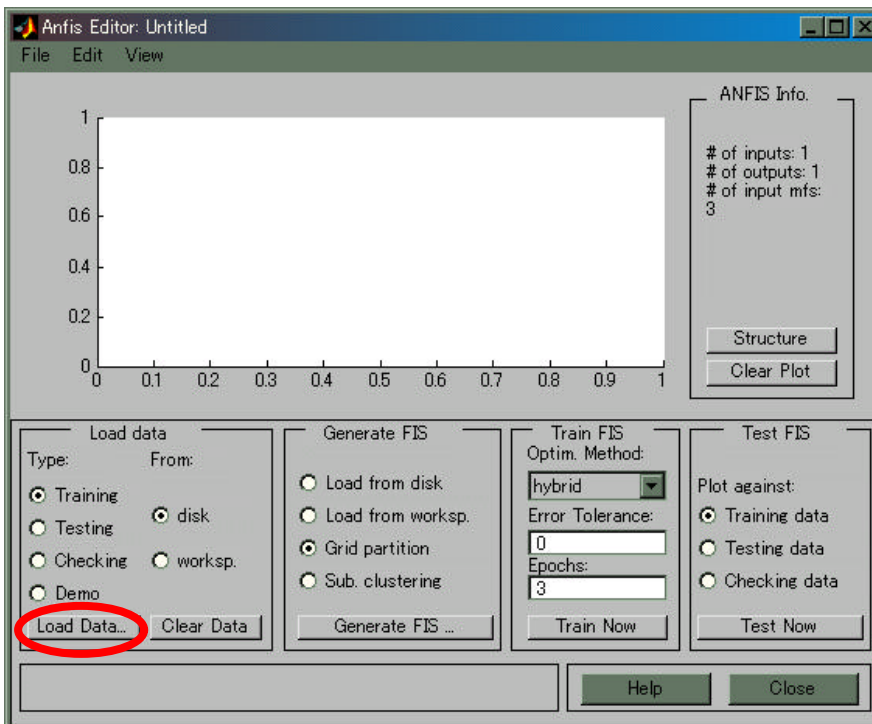 Anfis Editor: Untitled
File Edit View
1
0.8
0.6
0.4
0.2
0
0 0.1 0.2 0.3 0.4 0.5 0.6 0.7 0.8 0.9 1
ANFIS Info.
# of inputs: 1
# of outputs: 1
# of input mfs:
3
Structure
Clear Plot
Load data
Type: From:
Training
disk
Testing
Checking worksp.
Demo
Load Data... Clear Data
Generate FIS
Load from disk
Load from worksp.
Grid partition
Sub. clustering
Generate FIS ...
Train FIS
Optim. Method:
hybrid
Error Tolerance:
0
Epochs:
3
Train Now
Test FIS
Plot against:
Training data
Testing data
Checking data
Test Now
Help Close